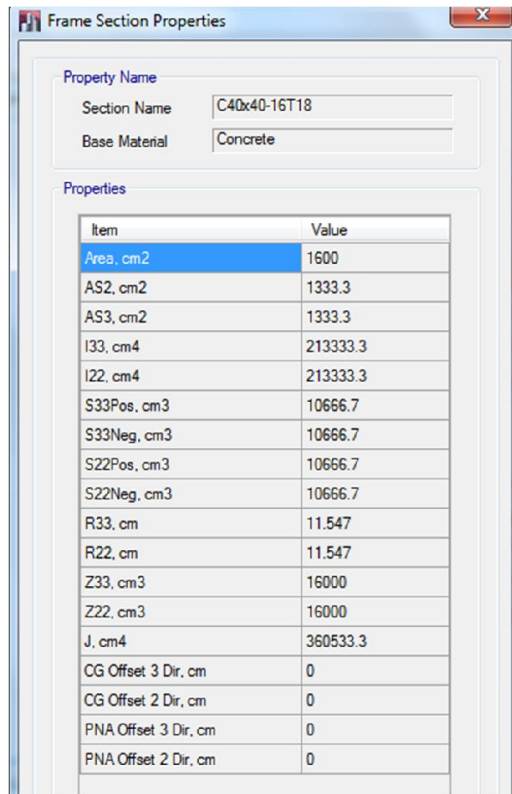 Frame Section Properties
X
Property Name
Section Name C40x40-16T18
Base Material Concrete
Properties
Item Value
Area, cm2 1600
AS2, cm2 1333.3
AS3, cm2 1333.3
I33, cm4 213333.3
I22, cm4 213333.3
S33Pos, cm3 10666.7
S33Neg, cm3 10666.7
S22Pos, cm3 10666.7
S22Neg, cm3 10666.7
R33, cm 11.547
R22, cm 11.547
Z33, cm3 16000
Z22, cm3 16000
J, cm4 360533.3
CG Offset 3 Dir, cm 0
CG Offset 2 Dir, cm 0
PNA Offset 3 Dir, cm 0
PNA Offset 2 Dir, cm 0